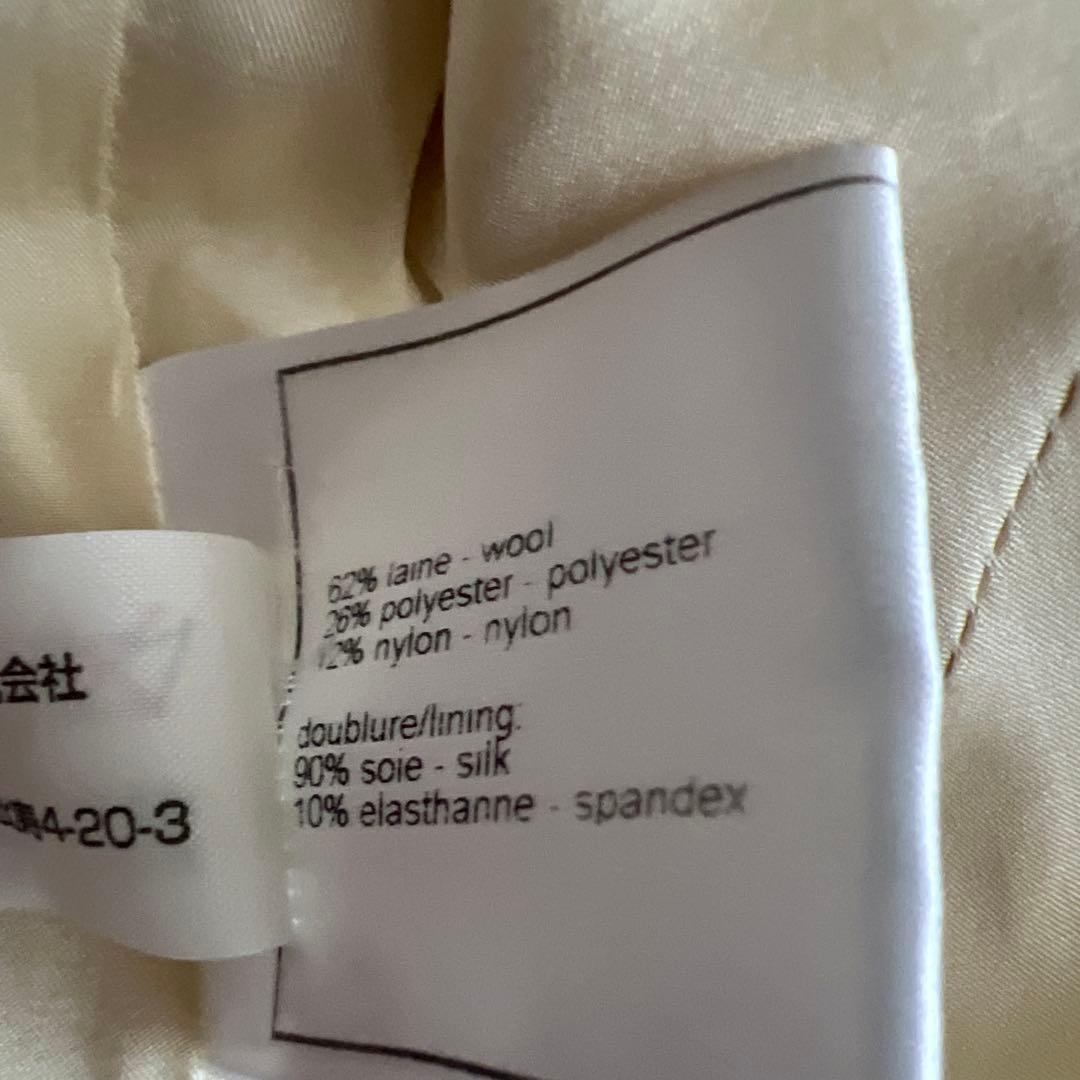 62% laine - wool
26% polyester - polyester
12% nylon - nylon
doublure/lining:
90% soie - silk
10% elasthanne - spandex
会社
4-20-3